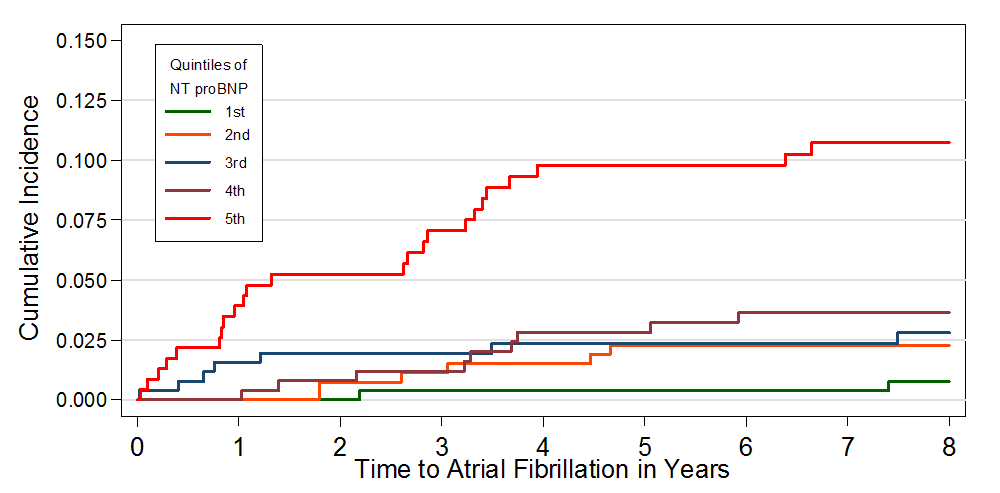 0.150
0.125
0.100
0.075
0.050
0.025
0.000
Cumulative Incidence
Quintiles of
NT proBNP
1st
2nd
3rd
4th
5th
0 1 2 3 4 5 6 7 8
Time to Atrial Fibrillation in Years